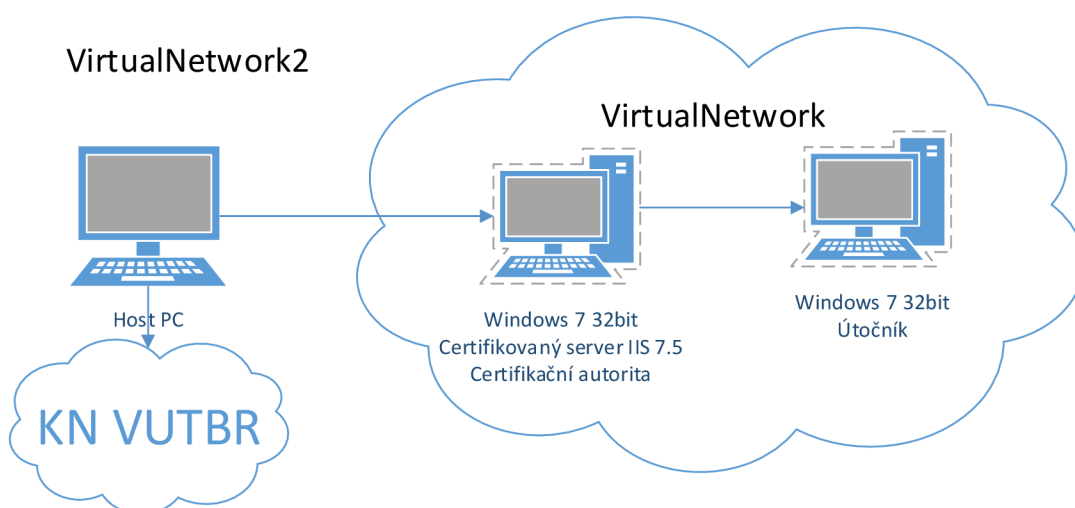 VirtualNetwork2
VirtualNetwork
Host PC
Windows 7 32bit
Certifikovaný server IIS 7.5
Certifikační autorita
Windows 7 32bit
Útočník
KN VUTBR